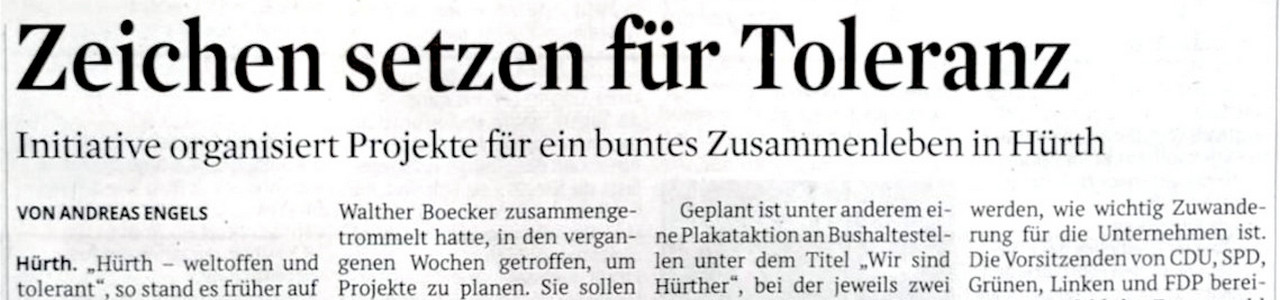 Zeichen setzen für Toleranz
Initiative organisiert Projekte für ein buntes Zusammenleben in Hürth
VON ANDREAS ENGELS
Hürth. „Hürth – weltoffen und
tolerant“, so stand es früher auf
Walther Boecker zusammenge-
trommelt hatte, in den vergan-
genen Wochen getroffen, um
Projekte zu planen. Sie sollen
Geplant ist unter anderem ei-
ne Plakataktion an Bushaltestel-
len unter dem Titel „Wir sind
Hürther“, bei der jeweils zwei
werden, wie wichtig Zuwande-
rung für die Unternehmen ist.
Die Vorsitzenden von CDU, SPD,
Grünen, Linken und FDP berei-